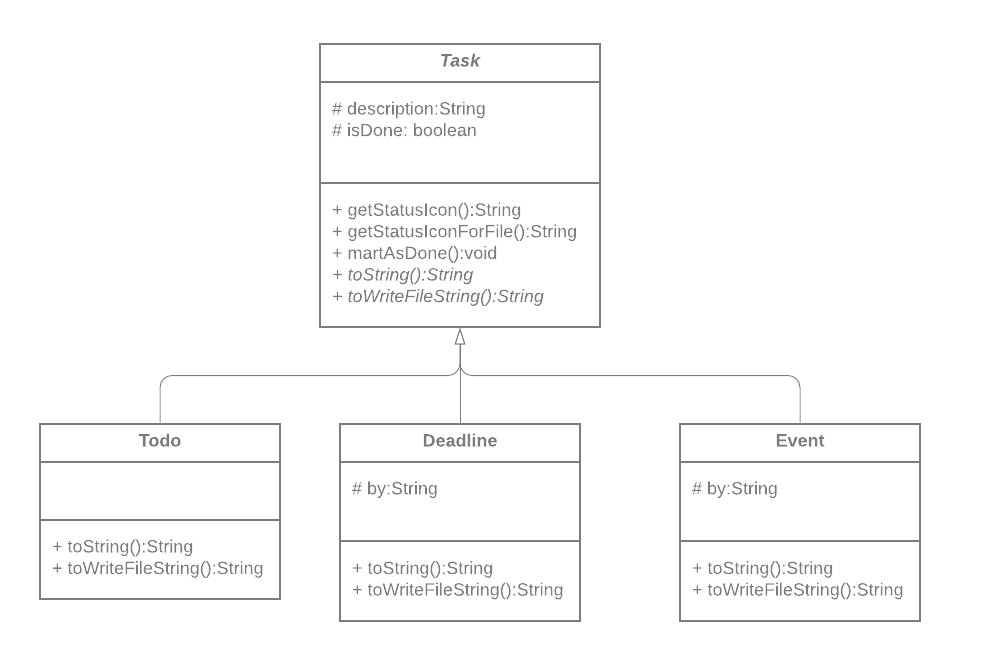 Task
# description:String
# isDone: boolean
+ getStatusIcon():String
+ getStatusIconForFile():String
+ martAsDone():void
+ toString():String
+ toWriteFileString():String
Todo
+ toString():String
+ toWriteFileString():String
Deadline
# by:String
+ toString():String
+ toWriteFileString():String
Event
# by:String
+ toString():String
+ toWriteFileString():String